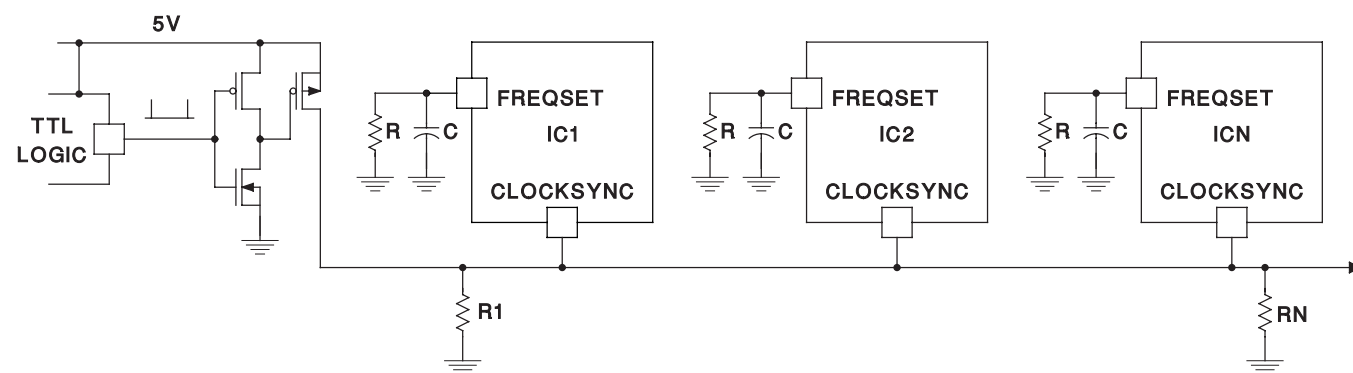 5V
TTL
LOGIC
R
C
FREQSET
IC1
CLOCKSYNC
R
C
FREQSET
IC2
CLOCKSYNC
R
C
FREQSET
ICN
CLOCKSYNC
R1
RN